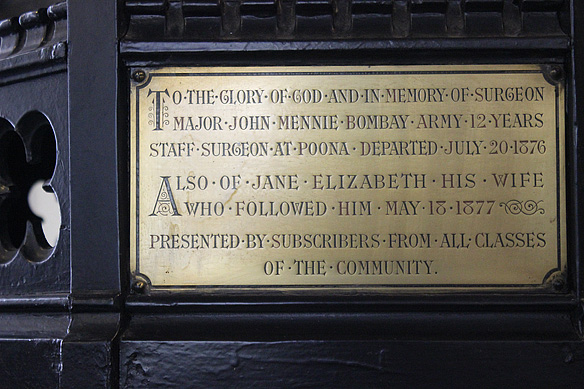 TO·THE·GLORY·OF·GOD·AND·IN·MEMORY·OF·SURGEON
MAJOR·JOHN·MENNIE·BOMBAY·ARMY·12·YEARS
STAFF·SURGEON·AT·POONA·DEPARTED·JULY·20·1876
ALSO·OF·JANE·ELIZABETH·HIS·WIFE
WHO·FOLLOWED·HIM·MAY·18·1877
PRESENTED·BY·SUBSCRIBERS·FROM·ALL·CLASSES
OF·THE·COMMUNITY.